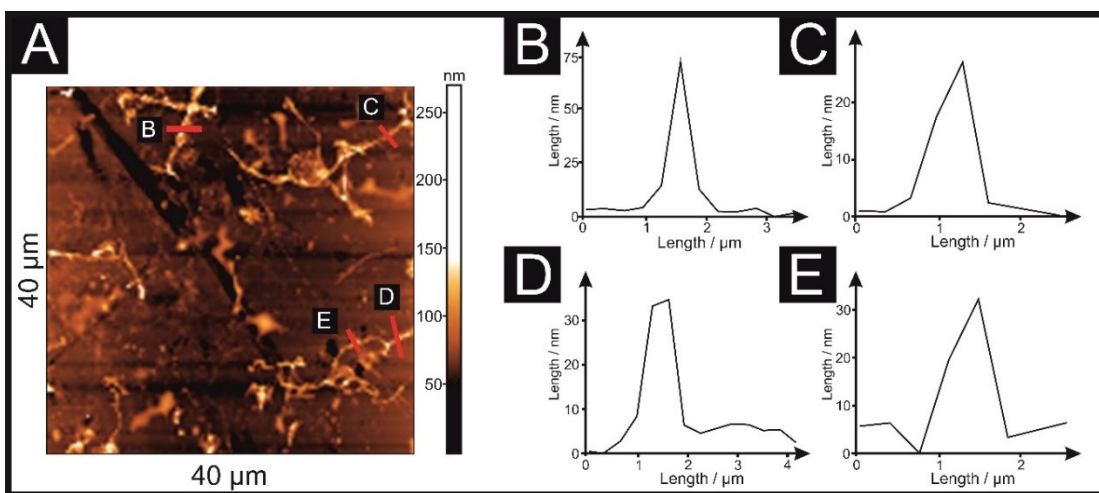 A
nm
250
200
150
100
50
B
C
D
E
40 µm
40 µm
B
75
50
25
0
Length / nm
0 1 2 3
Length / µm
C
20
10
0
Length / nm
0 1 2
Length / µm
D
30
20
10
0
Length / nm
0 1 2 3 4
Length / µm
E
30
20
10
0
Length / nm
0 1 2
Length / µm